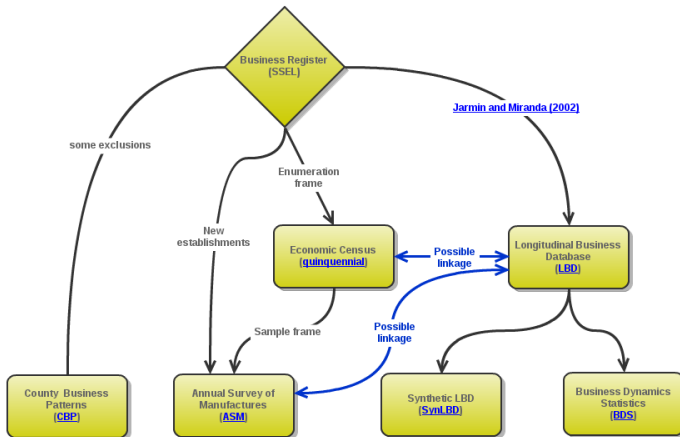 Business Register
(SSEL)
Jarmin and Miranda (2002)
some exclusions
Enumeration
frame
New
establishments
Economic Census
(quinquennial)
Possible
linkage
Longitudinal Business
Database
(LBD)
Sample frame
Possible
linkage
County Business
Patterns
(CBP)
Annual Survey of
Manufactures
(ASM)
Synthetic LBD
(SynLBD)
Business Dynamics
Statistics
(BDS)